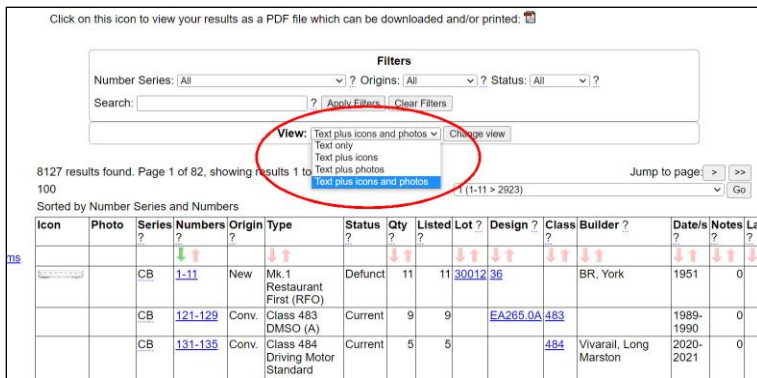 Click on this icon to view your results as a PDF file which can be downloaded and/or printed:
Filters
Number Series: All ? Origins: All ? Status: All ?
Search: ? Apply Filters Clear Filters
View: Text plus icons and photos Change view
Text only
Text plus icons
Text plus photos
Text plus icons and photos
8127 results found. Page 1 of 82, showing results 1 to Jump to page: > >>
100 1 (1-11 > 2923) Go
Sorted by Number Series and Numbers
Icon Photo Series Numbers Origin Type Status Qty Listed Lot ? Design ? Class Builder ? Date/s Notes La
? ? ? ? ? ? ? ? ? ?
ms
CB 1-11 New Mk.1 Defunct 11 11 30012 36 BR, York 1951 0
Restaurant
First (RFO)
CB 121-129 Conv. Class 483 Current 9 9 EA265.0A 483 1989- 0
DMSO (A) 1990
CB 131-135 Conv. Class 484 Current 5 5 484 Vivarail, Long 2020- 0
Driving Motor Marston 2021
Standard